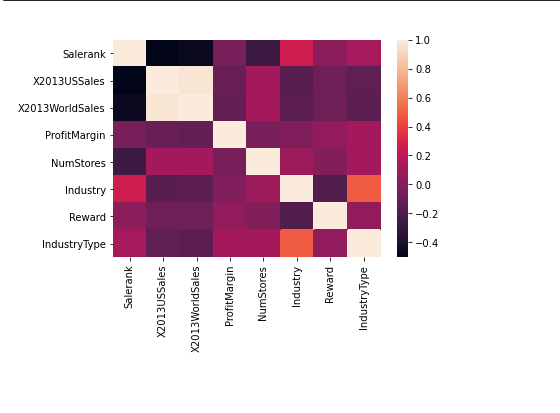 Salerank
X2013USSales
X2013WorldSales
ProfitMargin
NumStores
Industry
Reward
IndustryType
Salerank
X2013USSales
X2013WorldSales
ProfitMargin
NumStores
Industry
Reward
IndustryType
1.0
0.8
0.6
0.4
0.2
0.0
−0.2
−0.4